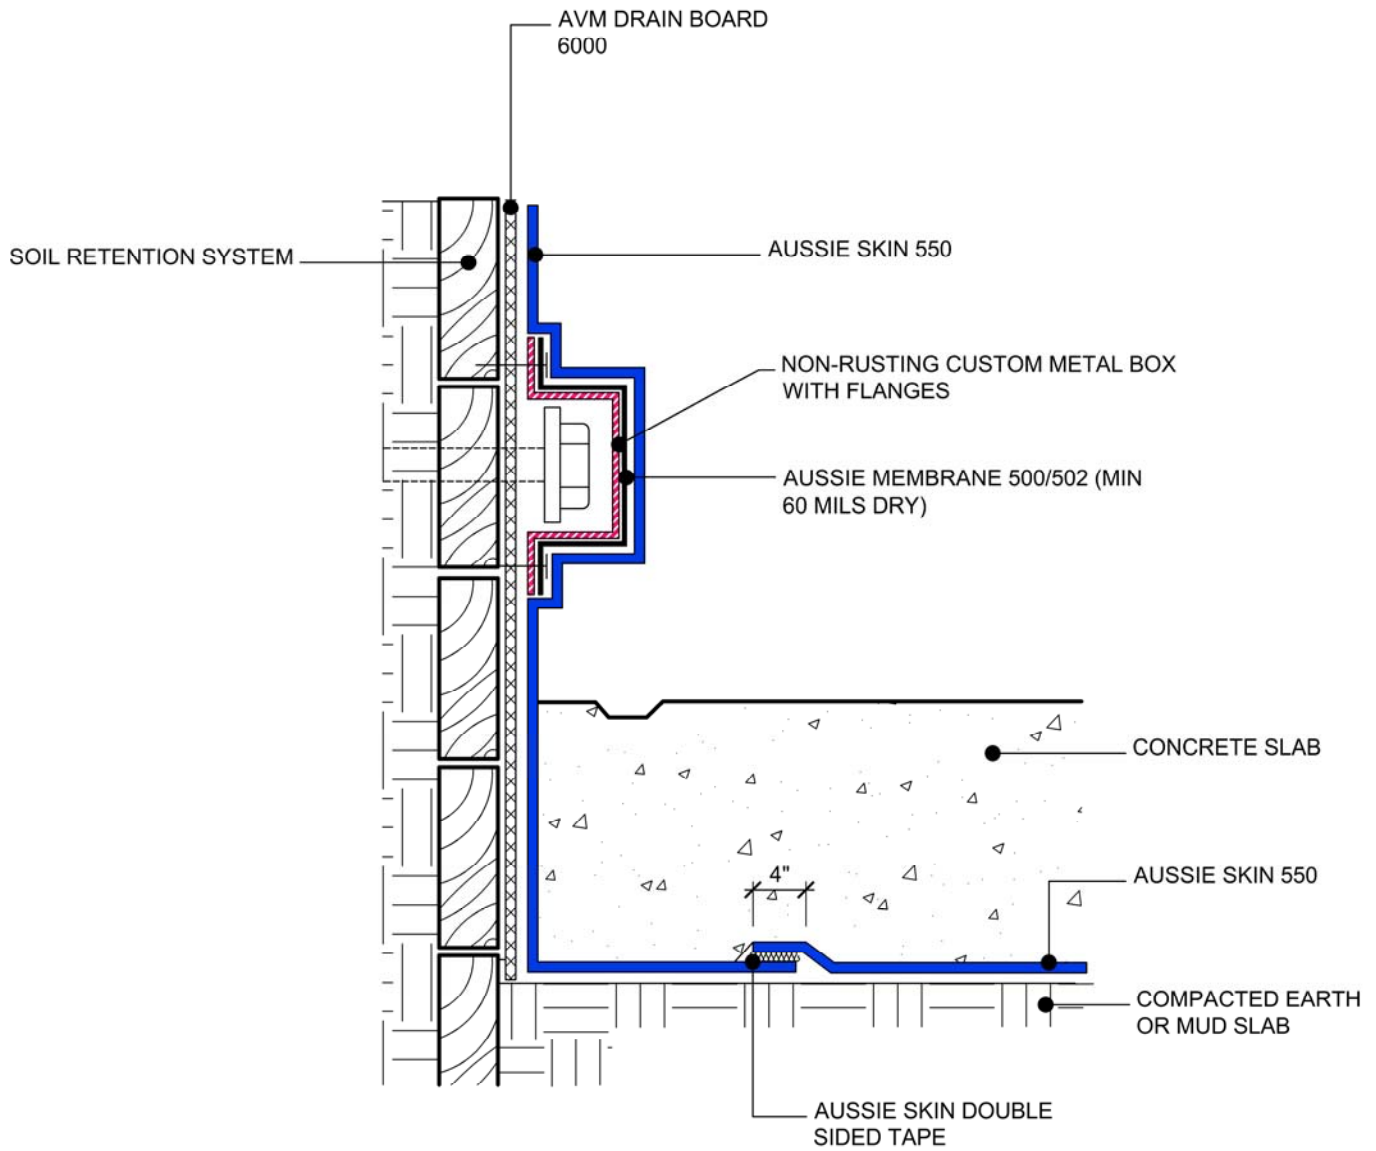 AVM DRAIN BOARD
6000
SOIL RETENTION SYSTEM
AUSSIE SKIN 550
NON-RUSTING CUSTOM METAL BOX
WITH FLANGES
AUSSIE MEMBRANE 500/502 (MIN
60 MILS DRY)
CONCRETE SLAB
4"
AUSSIE SKIN 550
COMPACTED EARTH
OR MUD SLAB
AUSSIE SKIN DOUBLE
SIDED TAPE